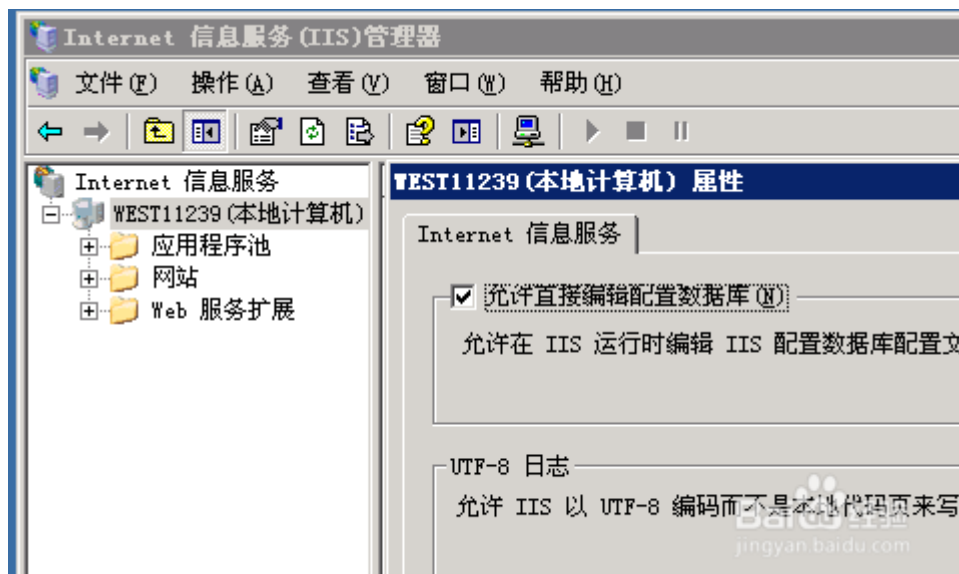 Internet 信息服务(IIS)管理器
文件(F) 操作(A) 查看(V) 窗口(W) 帮助(H)
Internet 信息服务
WEST11239(本地计算机)
应用程序池
网站
Web 服务扩展
WEST11239(本地计算机) 属性
Internet 信息服务
允许直接编辑配置数据库(N)
允许在 IIS 运行时编辑 IIS 配置数据库配置文
UTF-8 日志
允许 IIS 以 UTF-8 编码而不是本地代码页来写
Baidu 经验
jingyan.baidu.com